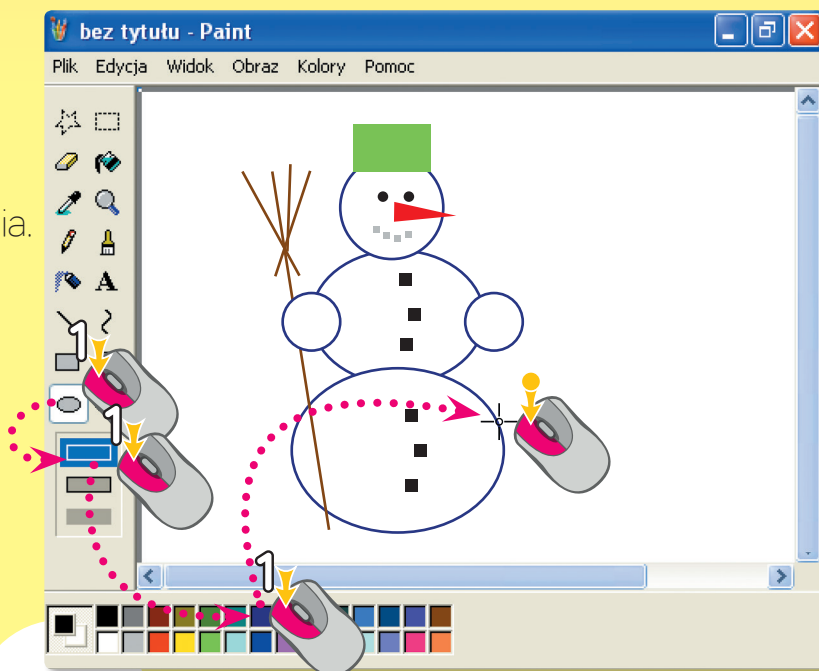 bez tytułu - Paint
Plik Edycja Widok Obraz Kolory Pomoc
ia.
A
1
1
1